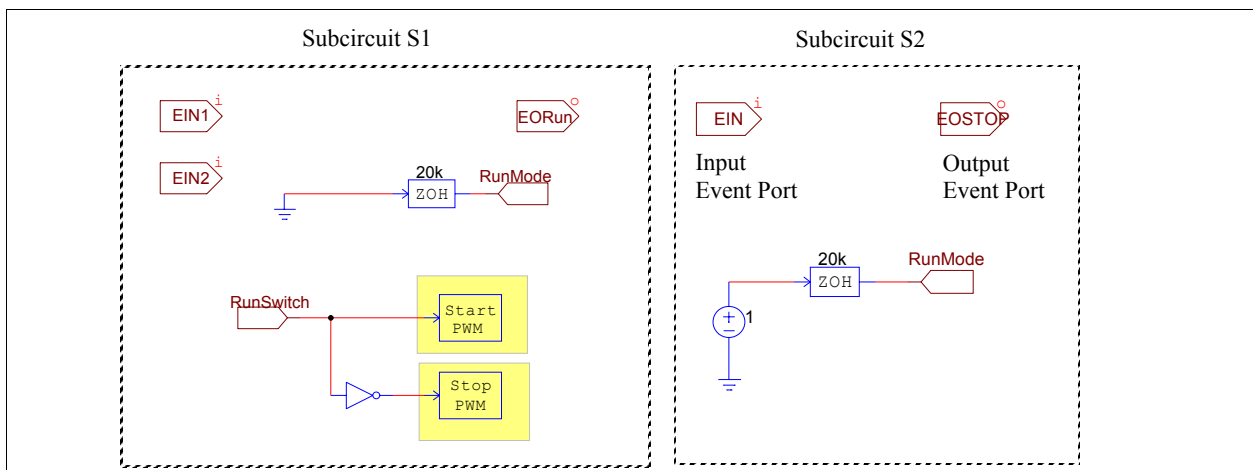 Subcircuit S1
Subcircuit S2
i
EIN1
o
EORun
i
EIN
o
EOSTOP
i
EIN2
Input
Event Port
Output
Event Port
20k
ZOH
RunMode
RunSwitch
Start
PWM
Stop
PWM
20k
ZOH
RunMode
+
−
1